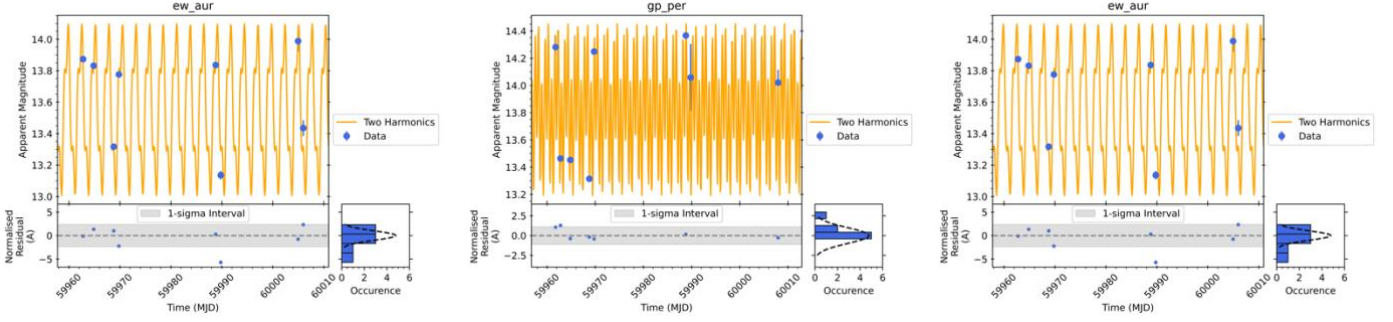 ew_aur
14.0
13.8
13.6
13.4
13.2
13.0
Apparent Magnitude
Two Harmonics
Data
1-sigma Interval
5
0
−5
Normalised
Residual
(A)
59960
59970
59980
59990
60000
60010
Time (MJD)
0 2 4 6
Occurence
gp_per
14.4
14.2
14.0
13.8
13.6
13.4
13.2
Apparent Magnitude
Two Harmonics
Data
1-sigma Interval
2.5
0.0
−2.5
Normalised
Residual
(A)
59960
59970
59980
59990
60000
60010
Time (MJD)
0 2 4 6
Occurence
ew_aur
14.0
13.8
13.6
13.4
13.2
13.0
Apparent Magnitude
Two Harmonics
Data
1-sigma Interval
5
0
−5
Normalised
Residual
(A)
59960
59970
59980
59990
60000
60010
Time (MJD)
0 2 4 6
Occurence